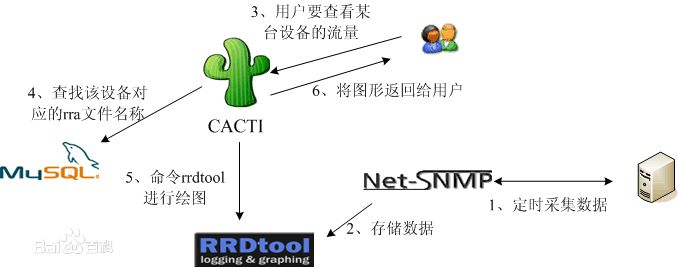 3、用户要查看某
台设备的流量
4、查找该设备对
应的rra文件名称
6、将图形返回给用户
CACTI
MySQL
5、命令rrdtool
进行绘图
Net-SNMP
1、定时采集数据
2、存储数据
Bai百科
RRDtool
logging & graphing